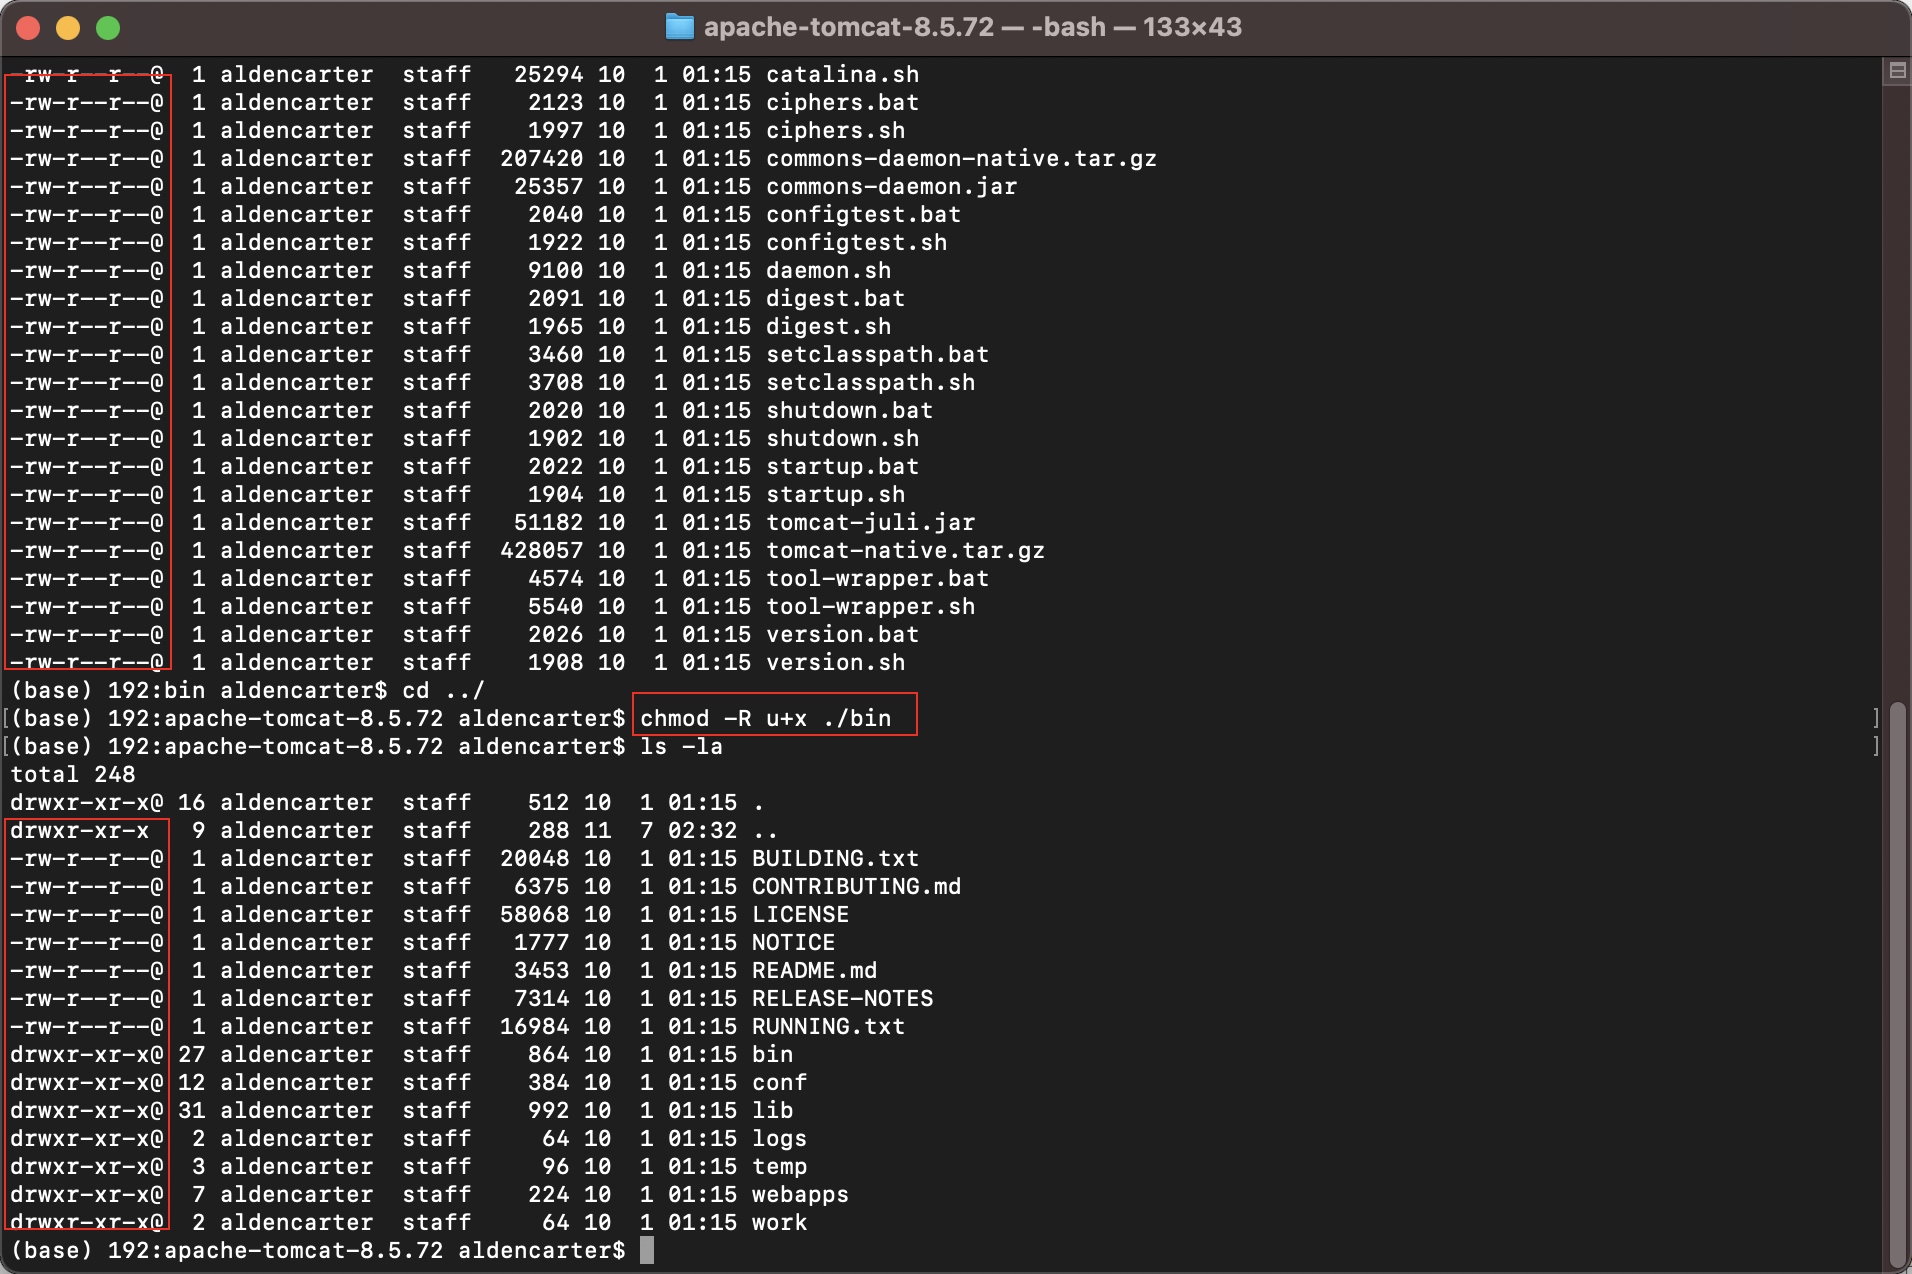 apache-tomcat-8.5.72 — -bash — 133×43
-rw-r--r--@  1 aldencarter  staff   25294 10  1 01:15 catalina.sh
-rw-r--r--@  1 aldencarter  staff    2123 10  1 01:15 ciphers.bat
-rw-r--r--@  1 aldencarter  staff    1997 10  1 01:15 ciphers.sh
-rw-r--r--@  1 aldencarter  staff  207420 10  1 01:15 commons-daemon-native.tar.gz
-rw-r--r--@  1 aldencarter  staff   25357 10  1 01:15 commons-daemon.jar
-rw-r--r--@  1 aldencarter  staff    2040 10  1 01:15 configtest.bat
-rw-r--r--@  1 aldencarter  staff    1922 10  1 01:15 configtest.sh
-rw-r--r--@  1 aldencarter  staff    9100 10  1 01:15 daemon.sh
-rw-r--r--@  1 aldencarter  staff    2091 10  1 01:15 digest.bat
-rw-r--r--@  1 aldencarter  staff    1965 10  1 01:15 digest.sh
-rw-r--r--@  1 aldencarter  staff    3460 10  1 01:15 setclasspath.bat
-rw-r--r--@  1 aldencarter  staff    3708 10  1 01:15 setclasspath.sh
-rw-r--r--@  1 aldencarter  staff    2020 10  1 01:15 shutdown.bat
-rw-r--r--@  1 aldencarter  staff    1902 10  1 01:15 shutdown.sh
-rw-r--r--@  1 aldencarter  staff    2022 10  1 01:15 startup.bat
-rw-r--r--@  1 aldencarter  staff    1904 10  1 01:15 startup.sh
-rw-r--r--@  1 aldencarter  staff   51182 10  1 01:15 tomcat-juli.jar
-rw-r--r--@  1 aldencarter  staff  428057 10  1 01:15 tomcat-native.tar.gz
-rw-r--r--@  1 aldencarter  staff    4574 10  1 01:15 tool-wrapper.bat
-rw-r--r--@  1 aldencarter  staff    5540 10  1 01:15 tool-wrapper.sh
-rw-r--r--@  1 aldencarter  staff    2026 10  1 01:15 version.bat
-rw-r--r--@  1 aldencarter  staff    1908 10  1 01:15 version.sh
(base) 192:bin aldencarter$ cd ../
[(base) 192:apache-tomcat-8.5.72 aldencarter$ chmod -R u+x ./bin ]
[(base) 192:apache-tomcat-8.5.72 aldencarter$ ls -la ]
total 248
drwxr-xr-x@ 16 aldencarter  staff    512 10  1 01:15 .
drwxr-xr-x   9 aldencarter  staff    288 11  7 02:32 ..
-rw-r--r--@  1 aldencarter  staff  20048 10  1 01:15 BUILDING.txt
-rw-r--r--@  1 aldencarter  staff   6375 10  1 01:15 CONTRIBUTING.md
-rw-r--r--@  1 aldencarter  staff  58068 10  1 01:15 LICENSE
-rw-r--r--@  1 aldencarter  staff   1777 10  1 01:15 NOTICE
-rw-r--r--@  1 aldencarter  staff   3453 10  1 01:15 README.md
-rw-r--r--@  1 aldencarter  staff   7314 10  1 01:15 RELEASE-NOTES
-rw-r--r--@  1 aldencarter  staff  16984 10  1 01:15 RUNNING.txt
drwxr-xr-x@ 27 aldencarter  staff    864 10  1 01:15 bin
drwxr-xr-x@ 12 aldencarter  staff    384 10  1 01:15 conf
drwxr-xr-x@ 31 aldencarter  staff    992 10  1 01:15 lib
drwxr-xr-x@  2 aldencarter  staff     64 10  1 01:15 logs
drwxr-xr-x@  3 aldencarter  staff     96 10  1 01:15 temp
drwxr-xr-x@  7 aldencarter  staff    224 10  1 01:15 webapps
drwxr-xr-x@  2 aldencarter  staff     64 10  1 01:15 work
(base) 192:apache-tomcat-8.5.72 aldencarter$